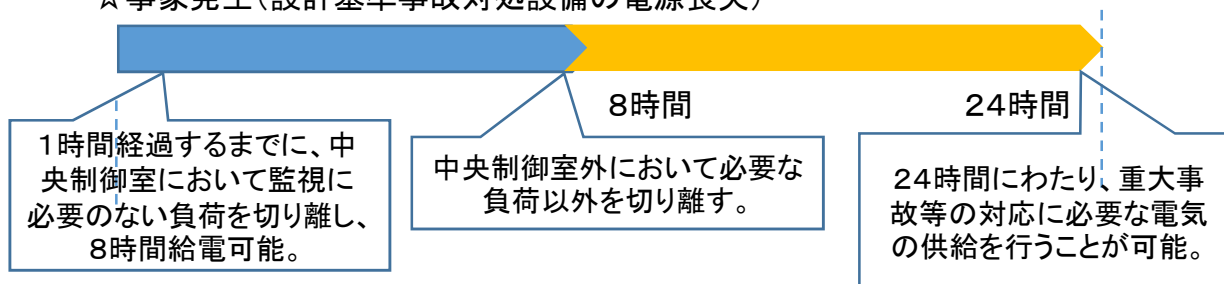 ☆事象発生（設計基準事故対処設備の電源喪失）
8時間
24時間
1時間経過するまでに、中
央制御室において監視に
必要のない負荷を切り離し、
8時間給電可能。
中央制御室外において必要な
負荷以外を切り離す。
24時間にわたり、重大事
故等の対応に必要な電気
の供給を行うことが可能。